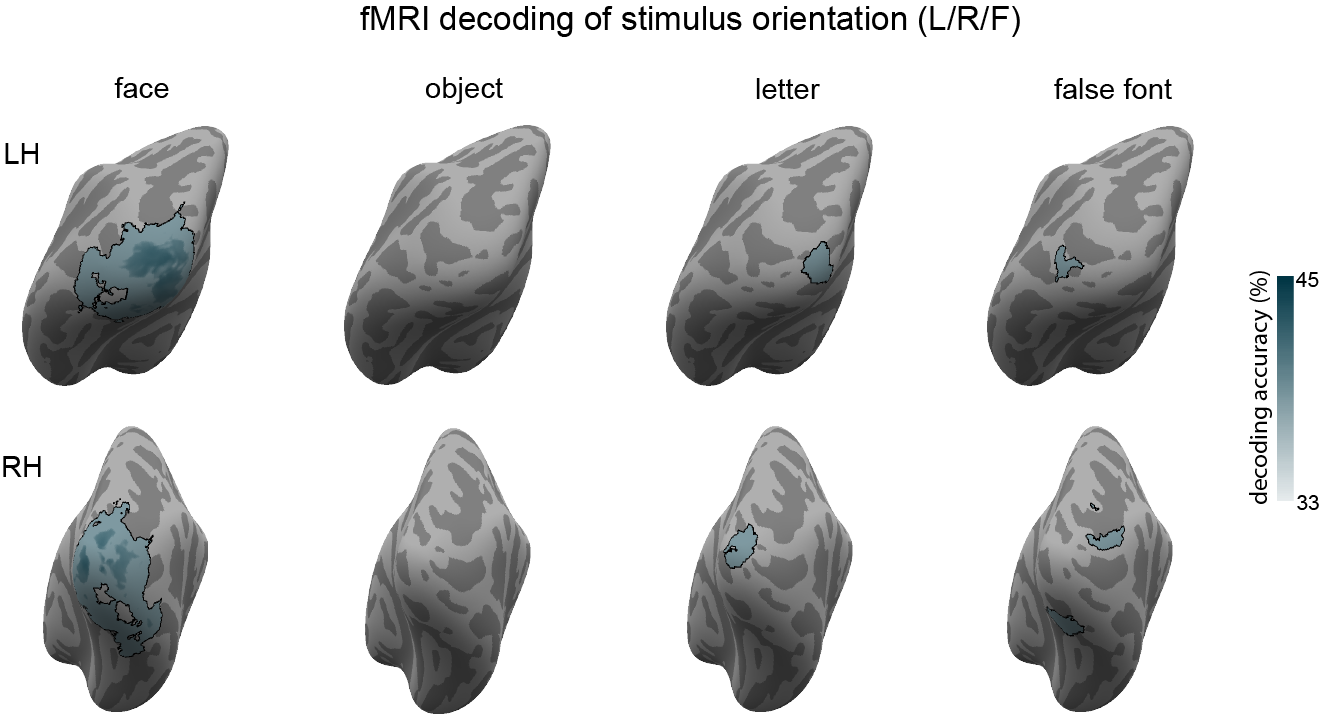 fMRI decoding of stimulus orientation (L/R/F)
face object letter false font
LH
RH
decoding accuracy (%)
45
33